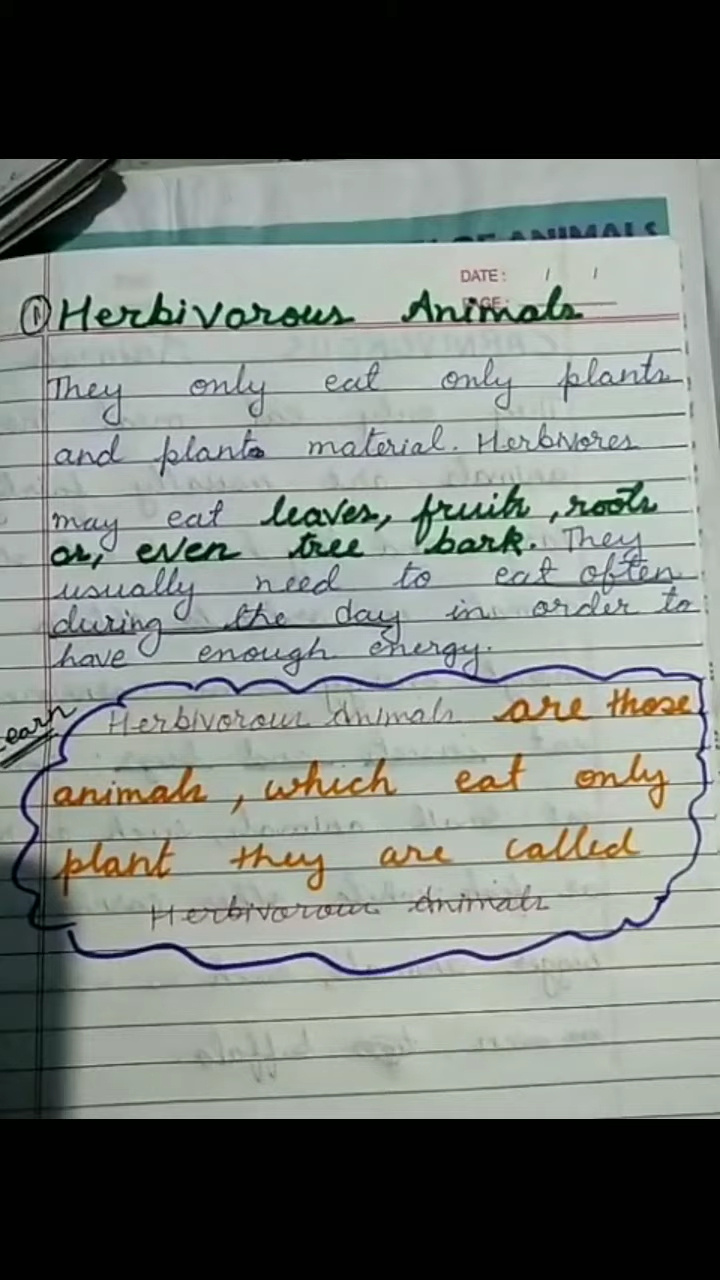 OF ANIMALS
DATE: / /
PAGE:
① Herbivorous Animals
They only eat only plants
and plants material. Herbivores
may eat leaves, fruits, roots
or, even tree bark. They
usually need to eat often
during the day in order to
have enough energy.
Learn
Herbivorous Animals are those
animals, which eat only
plant they are called
Herbivorous Animals